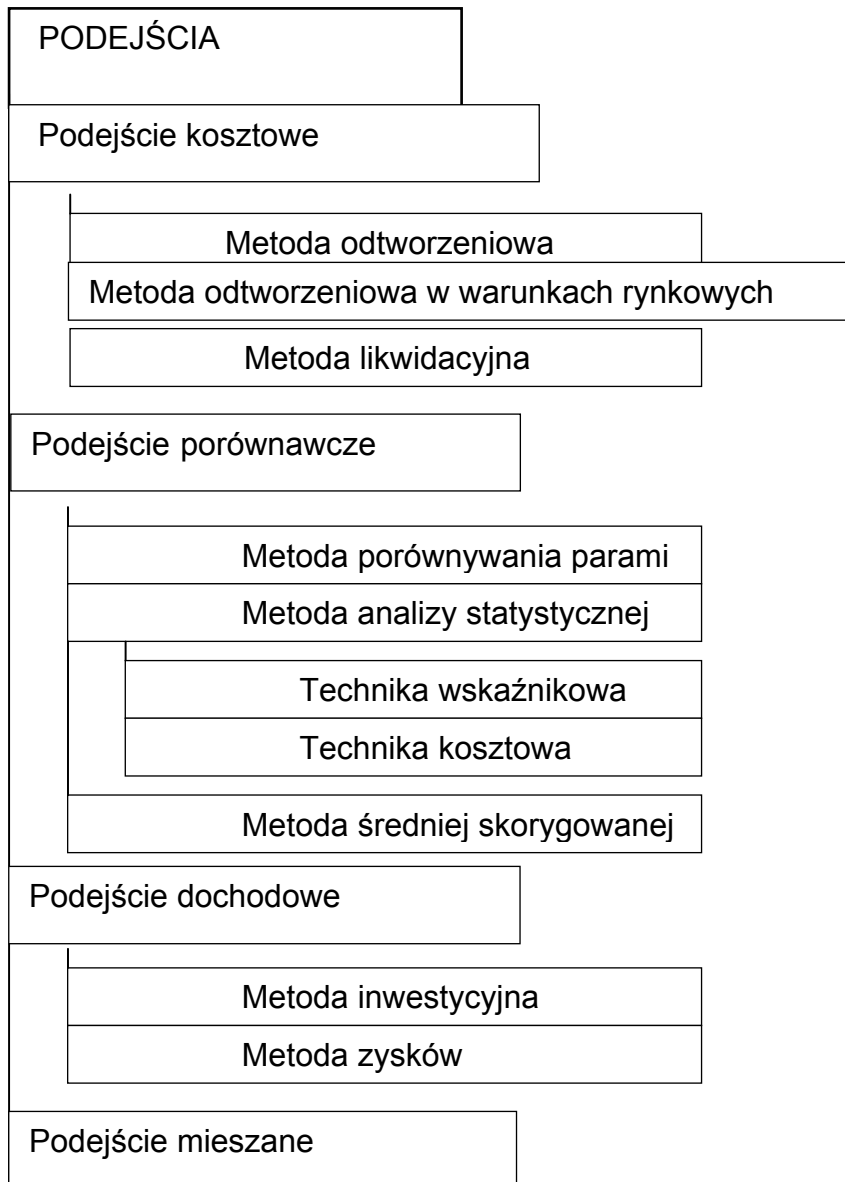 PODEJŚCIA
Podejście kosztowe
Metoda odtworzeniowa
Metoda odtworzeniowa w warunkach rynkowych
Metoda likwidacyjna
Podejście porównawcze
Metoda porównywania parami
Metoda analizy statystycznej
Technika wskaźnikowa
Technika kosztowa
Metoda średniej skorygowanej
Podejście dochodowe
Metoda inwestycyjna
Metoda zysków
Podejście mieszane